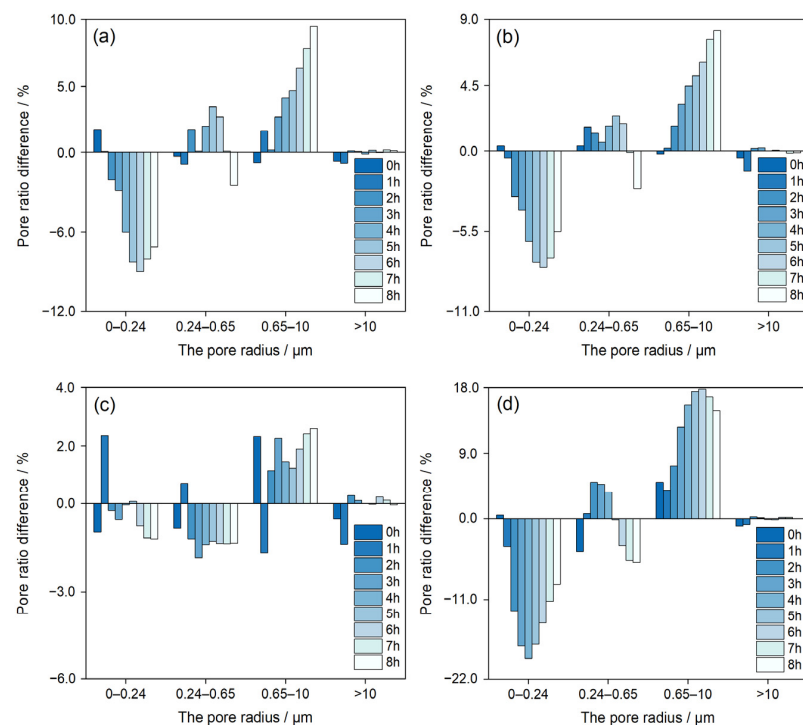 (a)
Pore ratio difference / %
10.0
5.0
0.0
−6.0
−12.0
0h
1h
2h
3h
4h
5h
6h
7h
8h
0–0.24
0.24–0.65
0.65–10
>10
The pore radius / μm
(b)
Pore ratio difference / %
9.0
4.5
0.0
−5.5
−11.0
0h
1h
2h
3h
4h
5h
6h
7h
8h
0–0.24
0.24–0.65
0.65–10
>10
The pore radius / μm
(c)
Pore ratio difference / %
4.0
2.0
0.0
−3.0
−6.0
0h
1h
2h
3h
4h
5h
6h
7h
8h
0–0.24
0.24–0.65
0.65–10
>10
The pore radius / μm
(d)
Pore ratio difference / %
18.0
9.0
0.0
−11.0
−22.0
0h
1h
2h
3h
4h
5h
6h
7h
8h
0–0.24
0.24–0.65
0.65–10
>10
The pore radius / μm